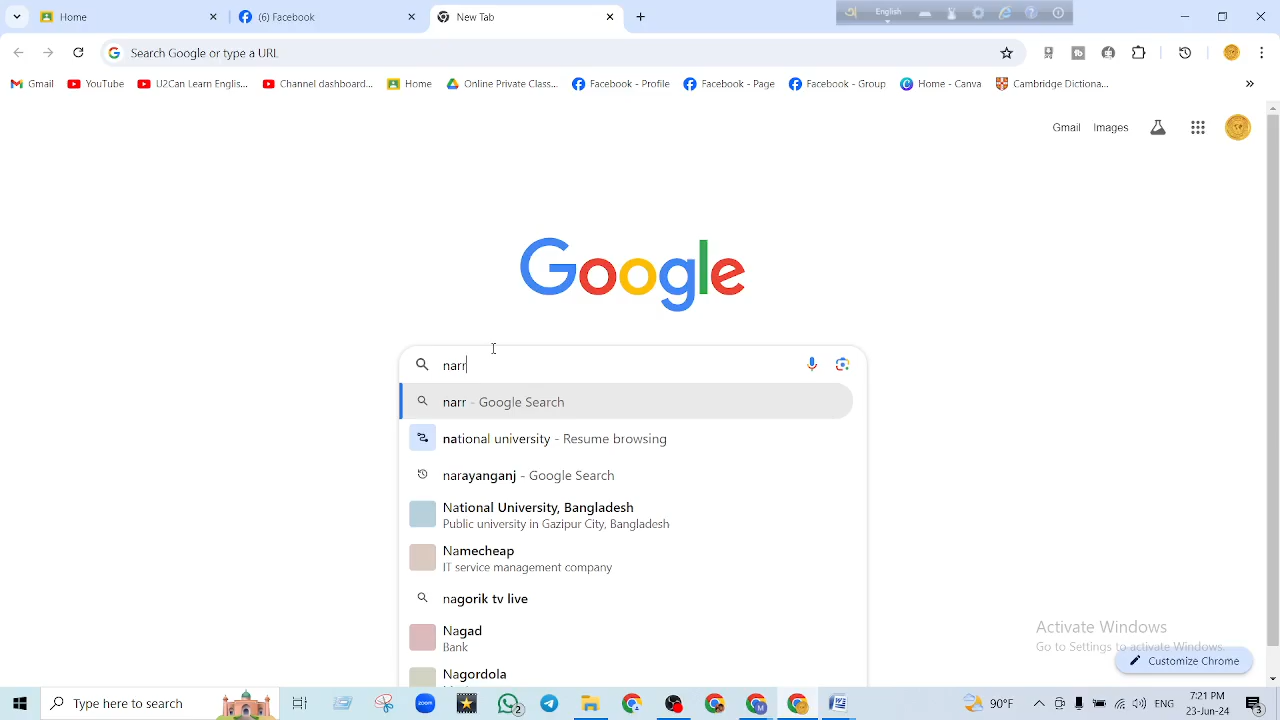 Home
(6) Facebook
New Tab
English
Search Google or type a URL
Gmail
YouTube
U2Can Learn Englis...
Channel dashboard...
Home
Online Private Class...
Facebook - Profile
Facebook - Page
Facebook - Group
Home - Canva
Cambridge Dictiona...
Gmail
Images
Google
narr
narr - Google Search
national university - Resume browsing
narayanganj - Google Search
National University, Bangladesh
Public university in Gazipur City, Bangladesh
Namecheap
IT service management company
nagorik tv live
Nagad
Bank
Nagordola
Activate Windows
Go to Settings to activate Windows.
Customize Chrome
Type here to search
zoom
2
M
90°F
ENG
7:21 PM
23-Jun-24
3